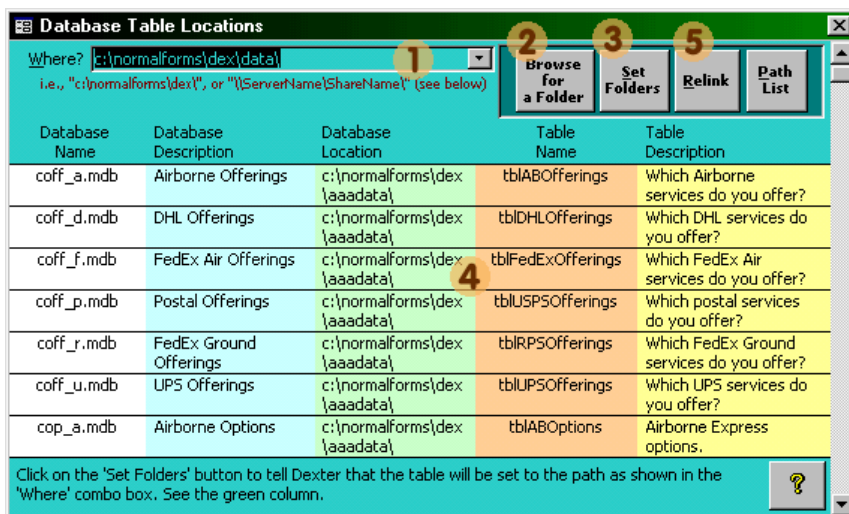 Database Table Locations
Where? c:\normalforms\dex\data\
i.e., "c:\normalforms\dex\", or "\\ServerName\ShareName\" (see below)
1
2
3
5
Browse
for
a Folder
Set
Folders
Relink
Path
List
Database
Name
Database
Description
Database
Location
Table
Name
Table
Description
coff_a.mdb Airborne Offerings c:\normalforms\dex tblABOfferings Which Airborne
\aaadata\ services do you offer?
coff_d.mdb DHL Offerings c:\normalforms\dex tblDHLOfferings Which DHL services do
\aaadata\ you offer?
coff_f.mdb FedEx Air Offerings c:\normalforms\dex tblFedExOfferings Which FedEx Air
\aaadata\ 4 services do you offer?
coff_p.mdb Postal Offerings c:\normalforms\dex tblUSPSOfferings Which postal services
\aaadata\ do you offer?
coff_r.mdb FedEx Ground c:\normalforms\dex tblRPSOfferings Which FedEx Ground
Offerings \aaadata\ services do you offer?
coff_u.mdb UPS Offerings c:\normalforms\dex tblUPSOfferings Which UPS services do
\aaadata\ you offer?
cop_a.mdb Airborne Options c:\normalforms\dex tblABOptions Airborne Express
\aaadata\ options.
Click on the 'Set Folders' button to tell Dexter that the table will be set to the path as shown in the
'Where' combo box. See the green column.
?